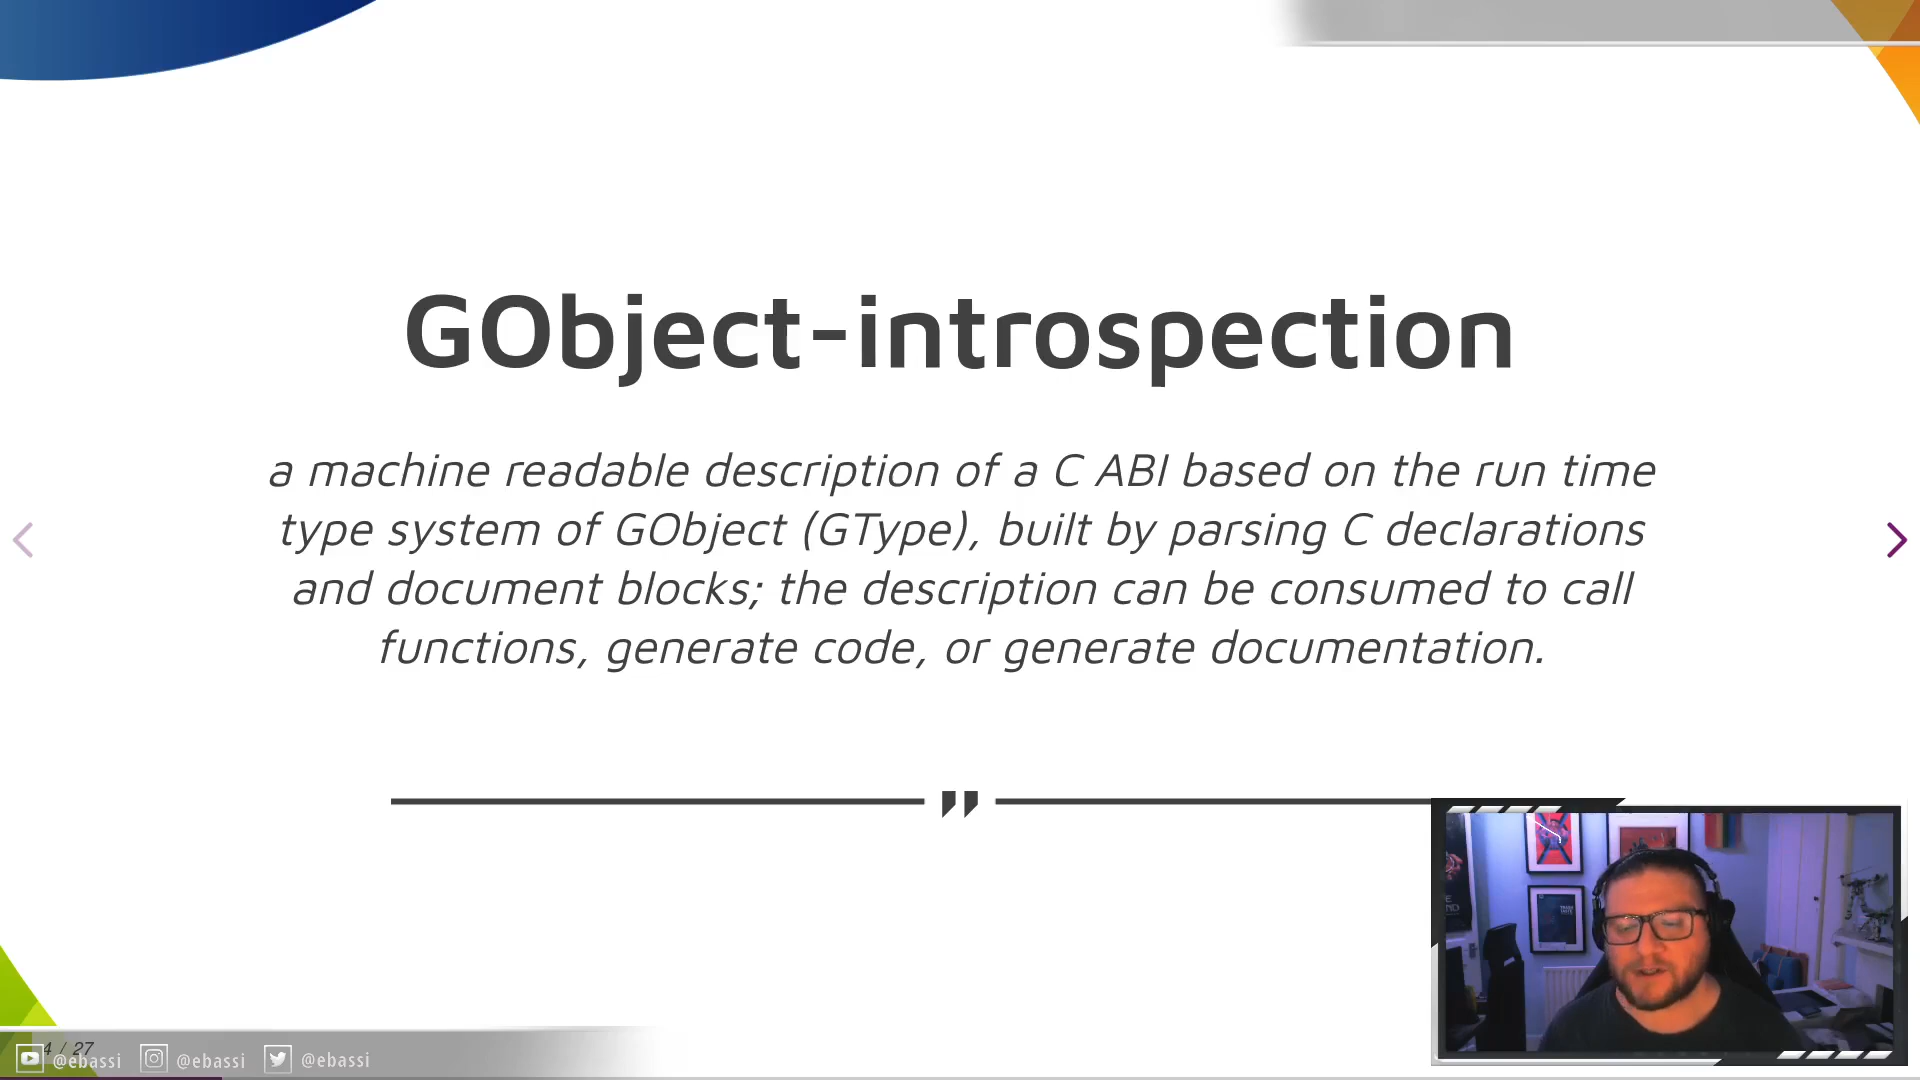 GObject-introspection
a machine readable description of a C ABI based on the run time
type system of GObject (GType), built by parsing C declarations
and document blocks; the description can be consumed to call
functions, generate code, or generate documentation.
4 / 27
@ebassi @ebassi @ebassi